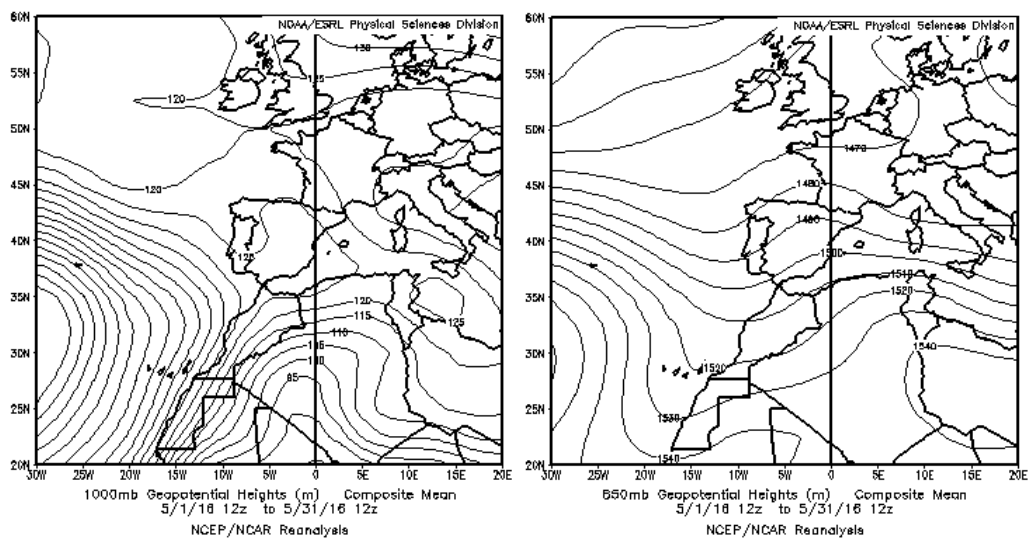 NOAA/ESRL Physical Sciences Division
60N
55N
50N
45N
40N
35N
30N
25N
20N
130
125
120
120
125
120
115
110
105
100
95
125
30W 25W 20W 15W 10W 5W 0 5E 10E 15E 20E
1000mb Geopotential Heights (m) Composite Mean
5/1/16 12z to 5/31/16 12z
NCEP/NCAR Reanalysis
NOAA/ESRL Physical Sciences Division
60N
55N
50N
45N
40N
35N
30N
25N
20N
1470
1480
1490
1500
1510
1520
1540
1520
1530
1540
30W 25W 20W 15W 10W 5W 0 5E 10E 15E 20E
850mb Geopotential Heights (m) Composite Mean
5/1/16 12z to 5/31/16 12z
NCEP/NCAR Reanalysis